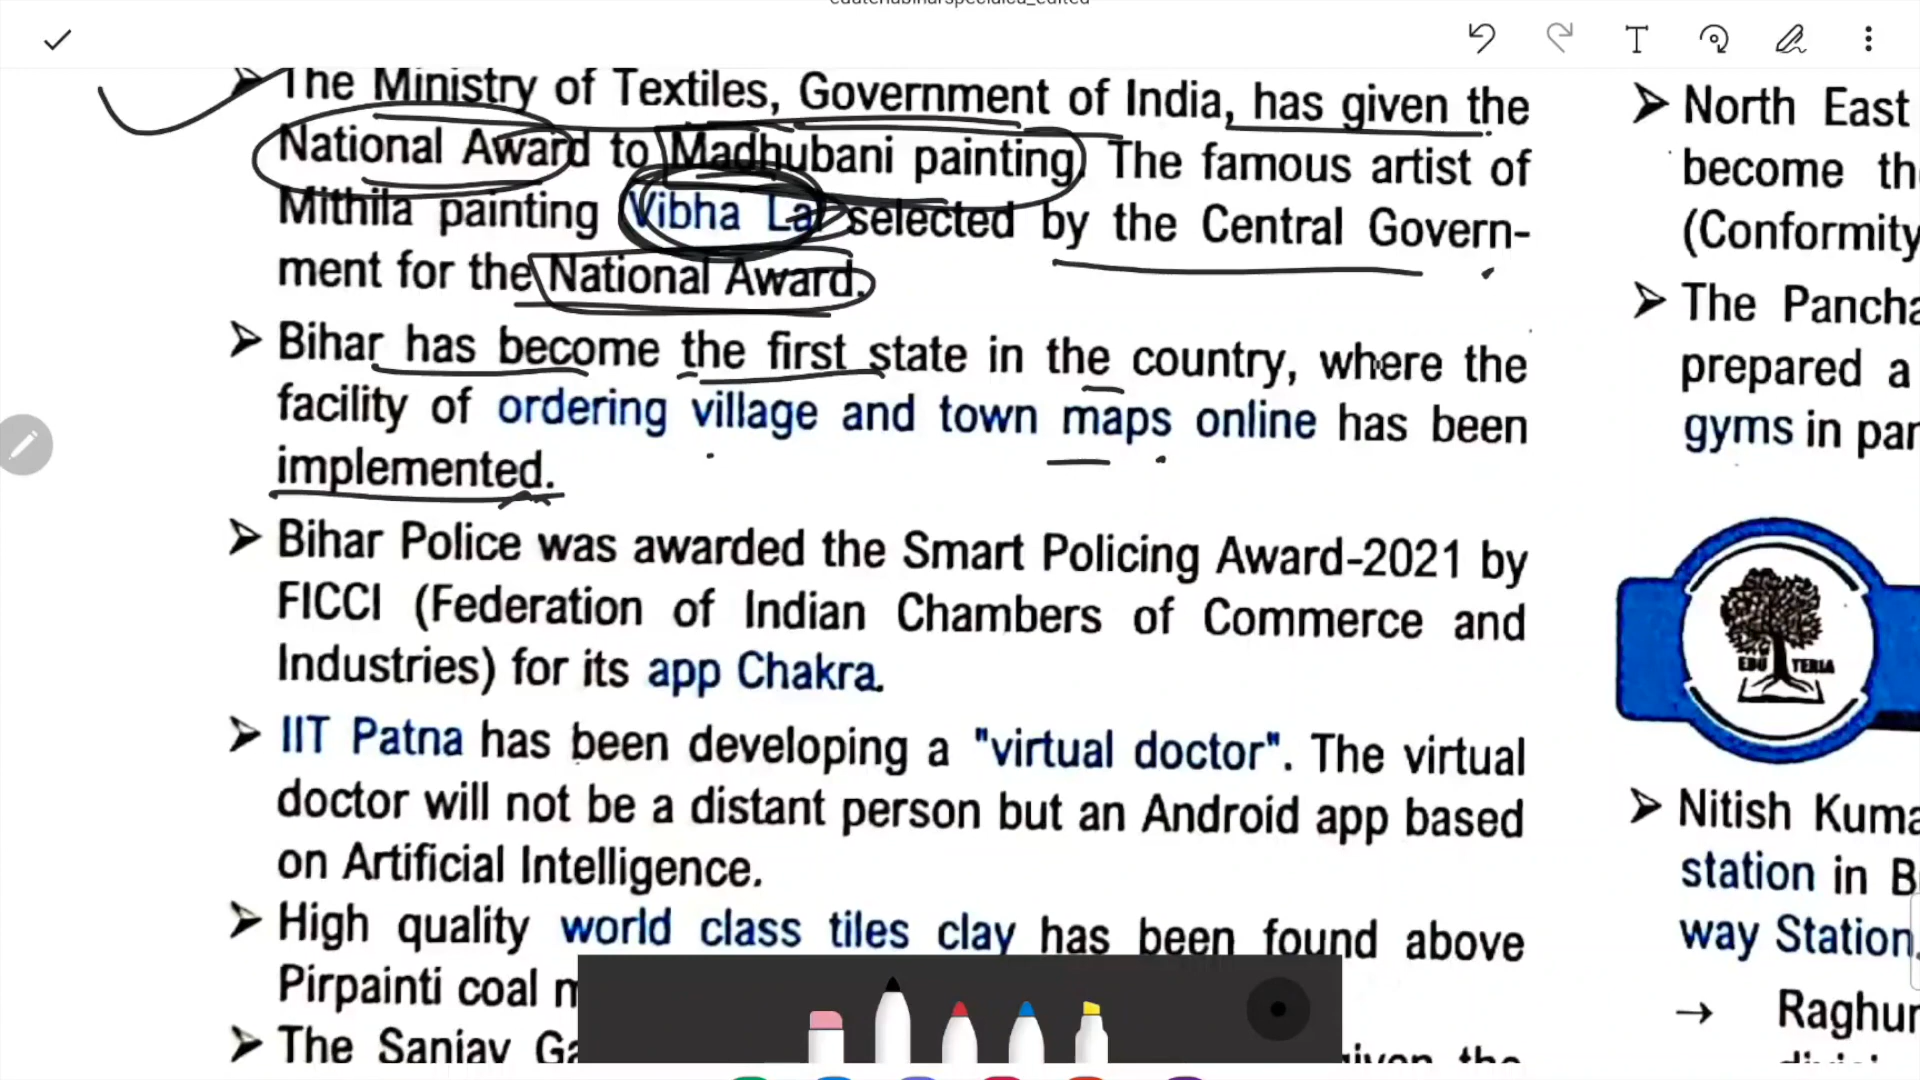 The Ministry of Textiles, Government of India, has given the
National Award to Madhubani painting. The famous artist of
Mithila painting Vibha Lal selected by the Central Govern-
ment for the National Award.
Bihar has become the first state in the country, where the
facility of ordering village and town maps online has been
implemented.
Bihar Police was awarded the Smart Policing Award-2021 by
FICCI (Federation of Indian Chambers of Commerce and
Industries) for its app Chakra.
IIT Patna has been developing a "virtual doctor". The virtual
doctor will not be a distant person but an Android app based
on Artificial Intelligence.
High quality world class tiles clay has been found above
Pirpainti coal
The Sanjay
given the
North East
become
(Conformity
The
prepared a
gyms in
EDU TERIA
Nitish
station in
way Station.
→